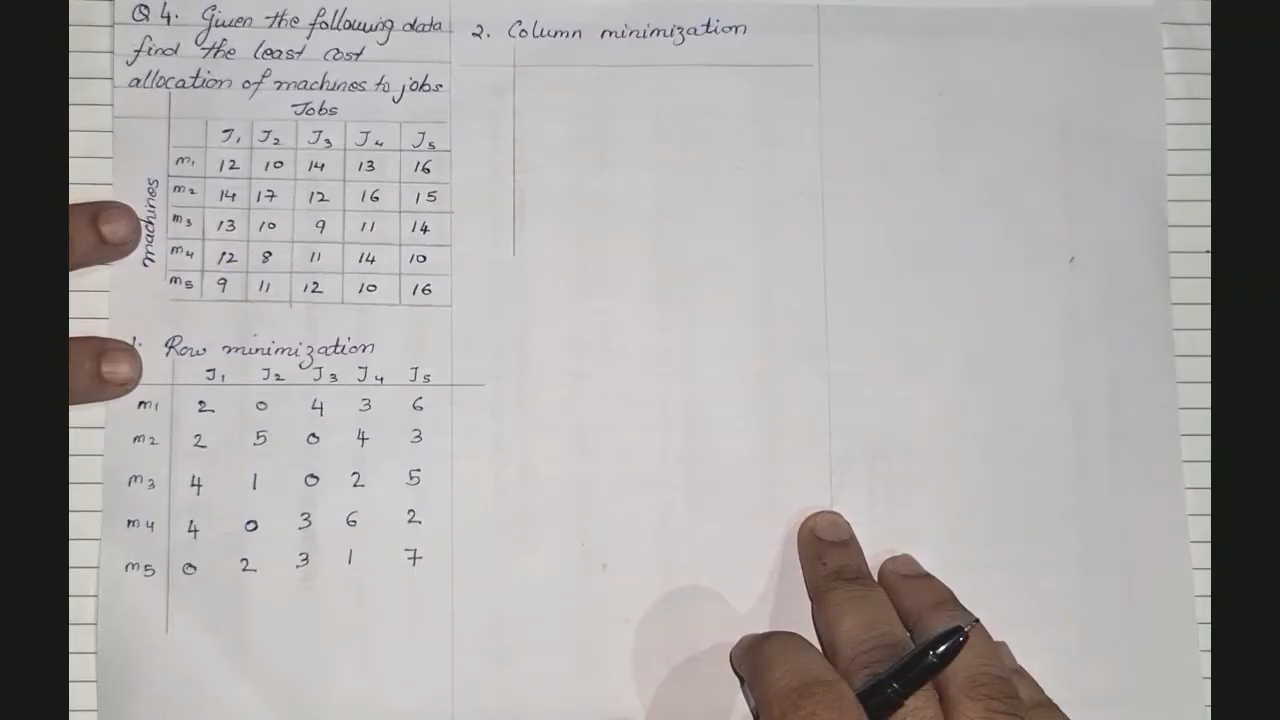 Q 4. Given the following data
find the least cost
allocation of machines to jobs
Jobs
machines
J1 J2 J3 J4 J5
m1 12 10 14 13 16
m2 14 17 12 16 15
m3 13 10 9 11 14
m4 12 8 11 14 10
m5 9 11 12 10 16
1. Row minimization
J1 J2 J3 J4 J5
m1 2 0 4 3 6
m2 2 5 0 4 3
m3 4 1 0 2 5
m4 4 0 3 6 2
m5 0 2 3 1 7
2. Column minimization